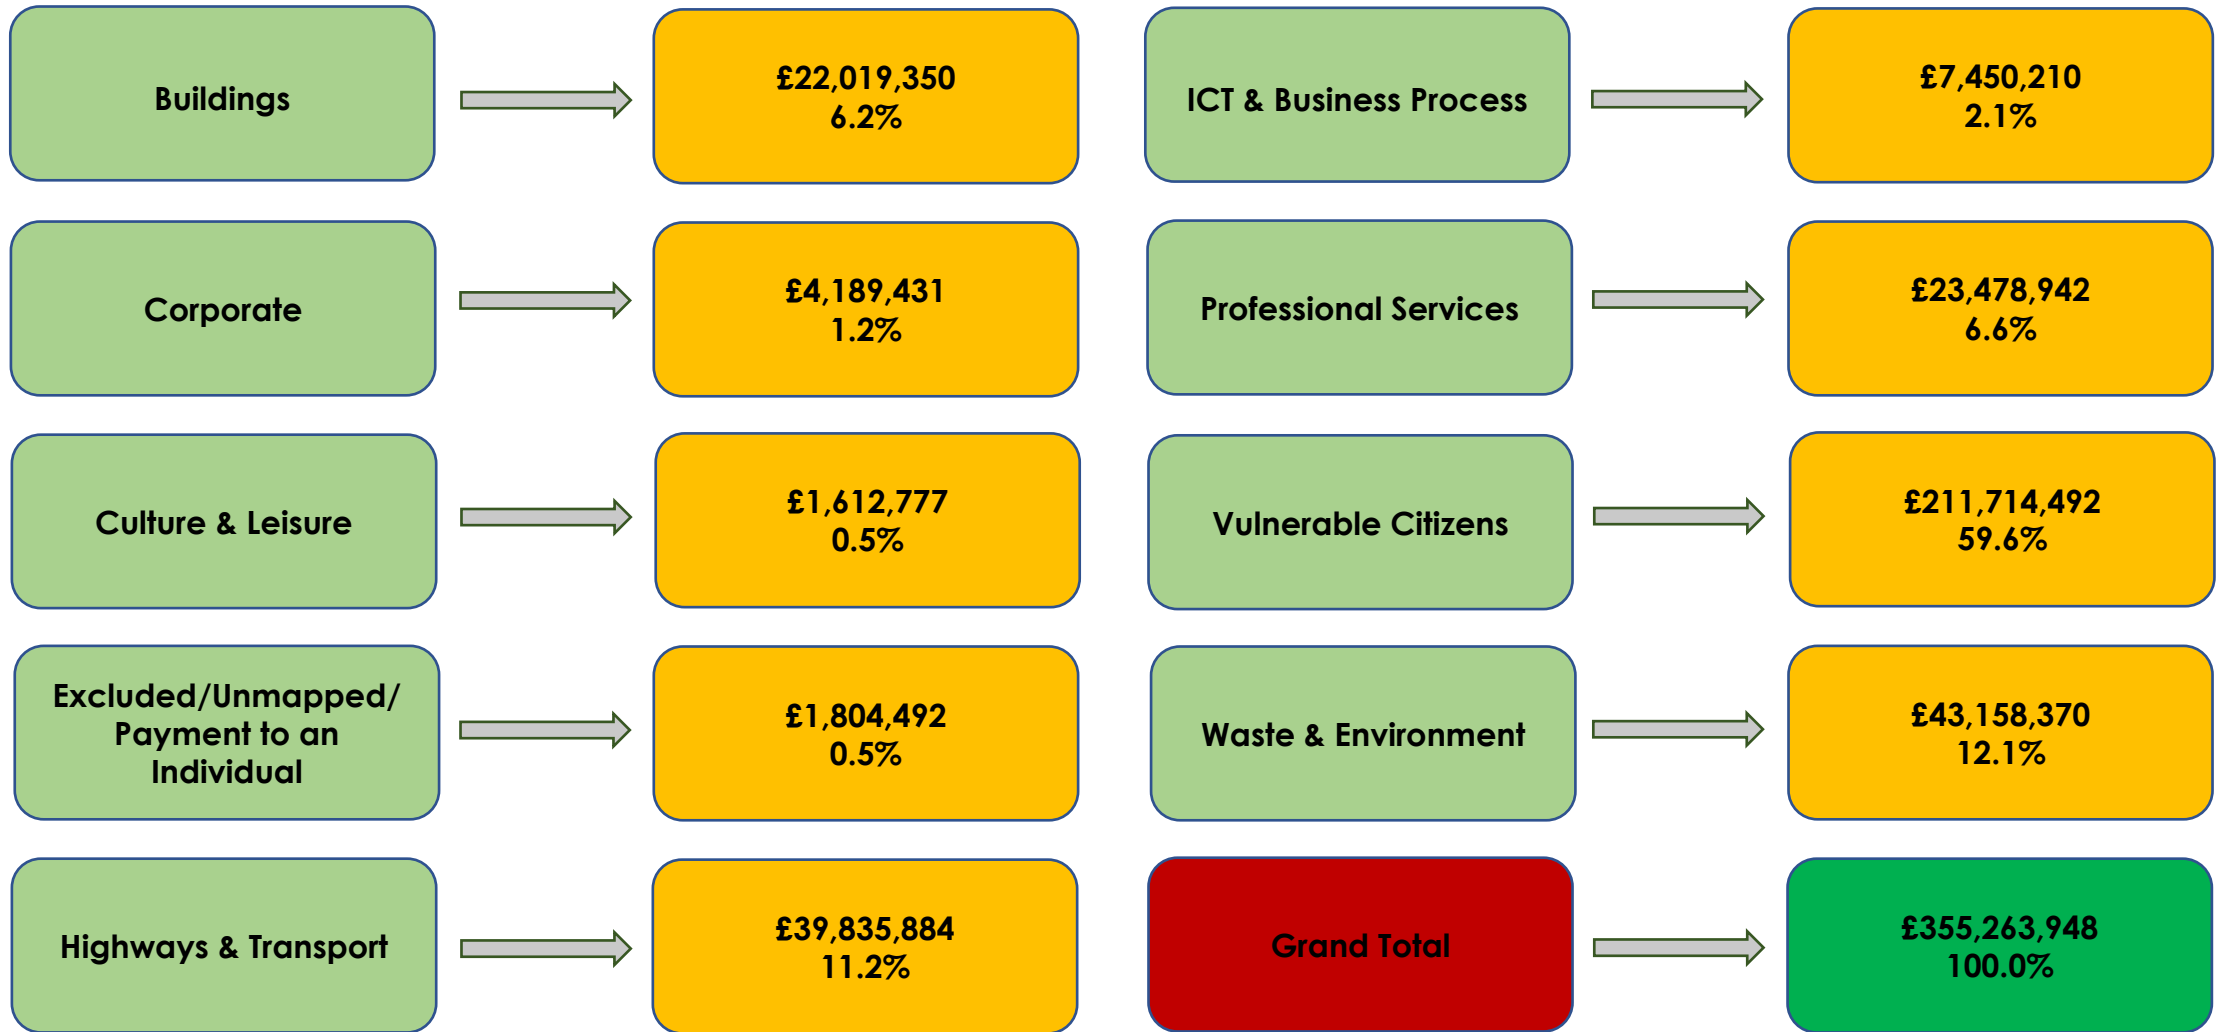 Buildings
£22,019,350
6.2%
ICT & Business Process
£7,450,210
2.1%
Corporate
£4,189,431
1.2%
Professional Services
£23,478,942
6.6%
Culture & Leisure
£1,612,777
0.5%
Vulnerable Citizens
£211,714,492
59.6%
Excluded/Unmapped/
Payment to an
Individual
£1,804,492
0.5%
Waste & Environment
£43,158,370
12.1%
Highways & Transport
£39,835,884
11.2%
Grand Total
£355,263,948
100.0%